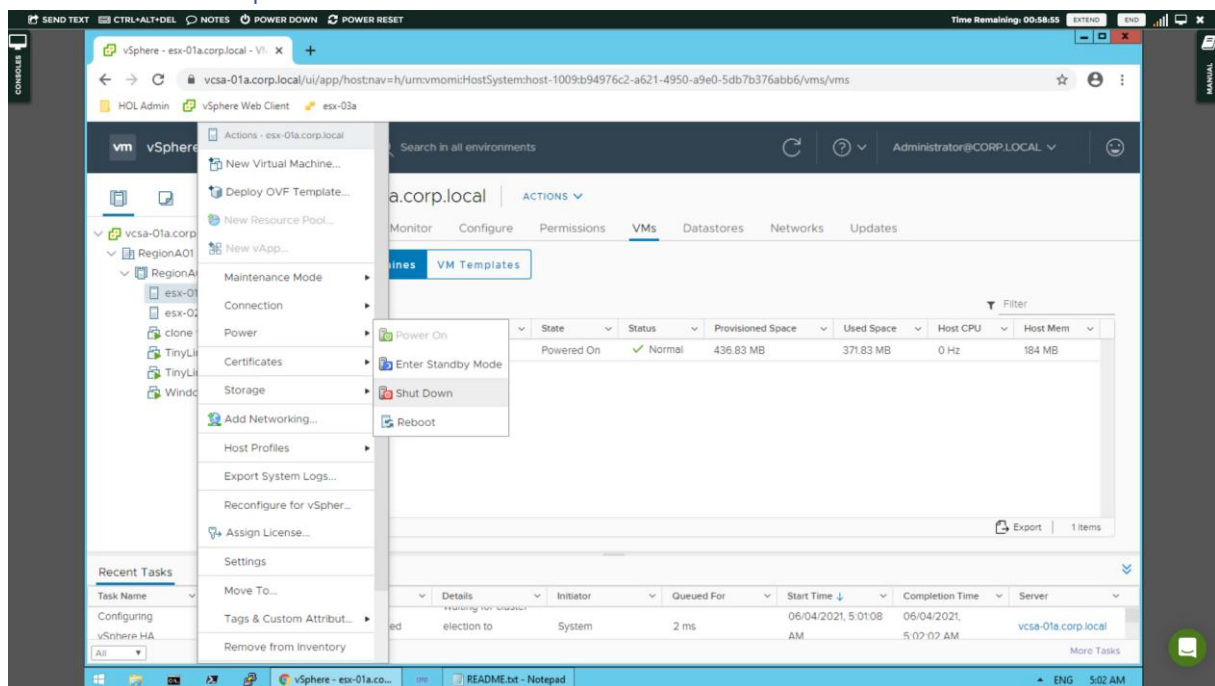 SEND TEXT CTRL+ALT+DEL NOTES POWER DOWN POWER RESET Time Remaining: 00:58:55 EXTEND END
CONSOLES
MANUAL
vSphere - esx-01a.corp.local - VM
vcsa-01a.corp.local/ui/app/host;nav=h/urn:vmomi:HostSystem:host-1009:b94976c2-a621-4950-a9e0-5db7b376abb6/vms/vms
HOL Admin vSphere Web Client esx-03a
vm vSphere Search in all environments Administrator@CORP.LOCAL
a.corp.local ACTIONS
Monitor Configure Permissions VMs Datastores Networks Updates
ines VM Templates
Filter
State Status Provisioned Space Used Space Host CPU Host Mem
Powered On Normal 436.83 MB 371.83 MB 0 Hz 184 MB
Export 1 items
vcsa-01a.corp
RegionA01
RegionA
esx-01
esx-02
clone
TinyLi
TinyLi
Windo
Actions - esx-01a.corp.local
New Virtual Machine...
Deploy OVF Template...
New Resource Pool...
New vApp...
Maintenance Mode
Connection
Power
Certificates
Storage
Add Networking...
Host Profiles
Export System Logs...
Reconfigure for vSpher...
Assign License...
Settings
Move To...
Tags & Custom Attribut...
Remove from Inventory
Power On
Enter Standby Mode
Shut Down
Reboot
Recent Tasks
Task Name Details Initiator Queued For Start Time Completion Time Server
Configuring
vSphere HA
ed
Waiting for cluster
election to
System 2 ms
06/04/2021, 5:01:08
AM
06/04/2021,
5:02:02 AM
vcsa-01a.corp.local
All More Tasks
vSphere - esx-01a.co... README.txt - Notepad ENG 5:02 AM